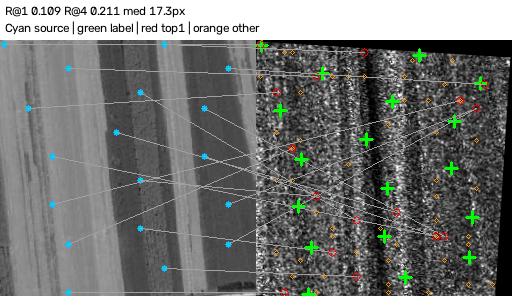 R@1 0.109 R@4 0.211 med 17.3px
Cyan source | green label | red top1 | orange other